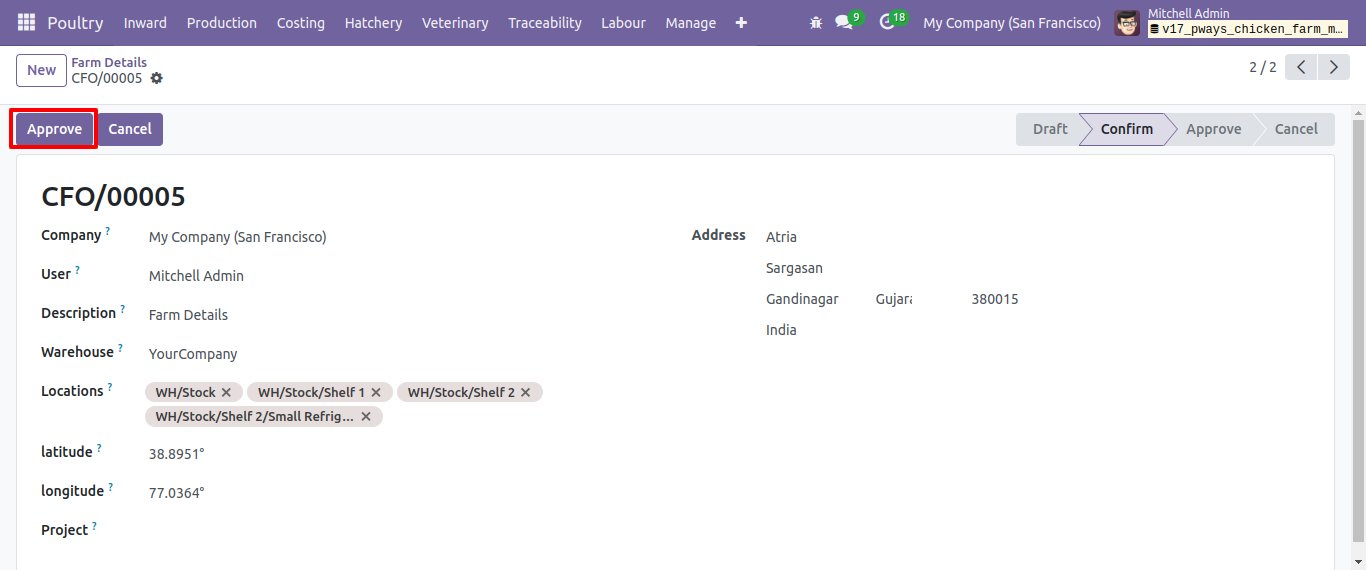 Poultry Inward Production Costing Hatchery Veterinary Traceability Labour Manage 9 18 My Company (San Francisco) Mitchell Admin
v17_pways_chicken_farm_m...
New Farm Details 2 / 2
CFO/00005
Approve Cancel Draft Confirm Approve Cancel
CFO/00005
Company ? My Company (San Francisco) Address Atria
Sargasan
User ? Mitchell Admin
Gandinagar Gujara 380015
Description ? Farm Details
India
Warehouse ? YourCompany
Locations ? WH/Stock WH/Stock/Shelf 1 WH/Stock/Shelf 2
WH/Stock/Shelf 2/Small Refrig...
latitude ? 38.8951°
longitude ? 77.0364°
Project ?